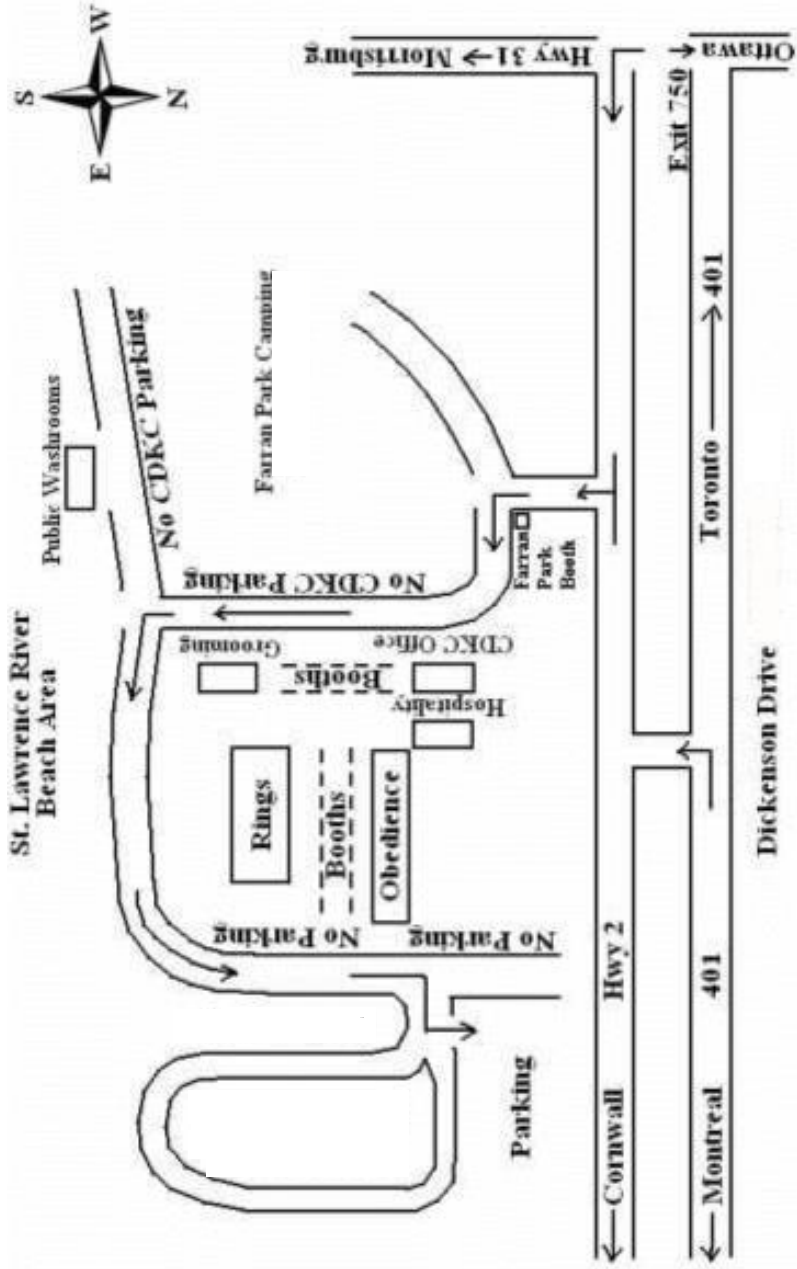 S
W
N
E
Hwy 31 → Morrisburg
Ottawa
Exit 750
401
Toronto
Public Washrooms
No CDKC Parking
Farran Park Camping
No CDKC Parking
Farran
Park
Booth
St. Lawrence River
Beach Area
Grooming
Booths
CDKC Office
Hospitality
Rings
Booths
Obedience
No Parking
No Parking
Parking
Cornwall
Hwy 2
Montreal
401
Dickenson Drive